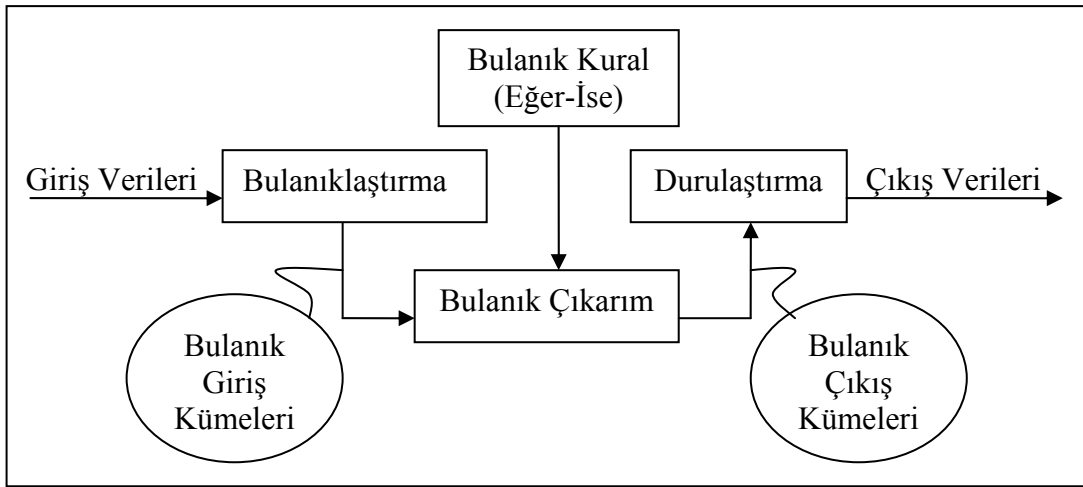 Bulanık Kural
(Eğer-İse)
Giriş Verileri
Bulanıklaştırma
Durulaştırma
Çıkış Verileri
Bulanık Çıkarım
Bulanık
Giriş
Kümeleri
Bulanık
Çıkış
Kümeleri